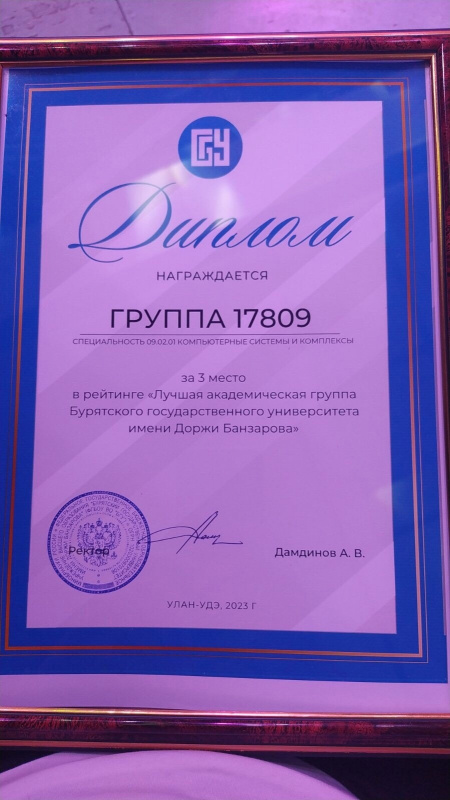 БГУ
Диплом
НАГРАЖДАЕТСЯ
ГРУППА 17809
СПЕЦИАЛЬНОСТЬ 09.02.01 КОМПЬЮТЕРНЫЕ СИСТЕМЫ И КОМПЛЕКСЫ
за 3 место
в рейтинге «Лучшая академическая группа
Бурятского государственного университета
имени Доржи Банзарова»
Ректор
Дамдинов А. В.
УЛАН-УДЭ, 2023 Г